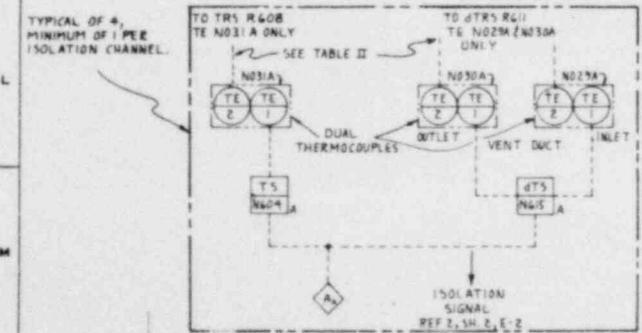 TYPICAL OF 4,
MINIMUM OF 1 PER
ISOLATION CHANNEL.
TO TRS R608
TE N031A ONLY
TO dTRS R611
TE N029A & N030A
ONLY
SEE TABLE II
N031A
N030A
N029A
TE TE
2 1
TE TE
2 1
TE TE
2 1
DUAL
THERMOCOUPLES
OUTLET
VENT DUCT
INLET
TS
N604 A
dTS
N615 A
ISOLATION
SIGNAL
REF 2, SH. 2, E-2
L
M